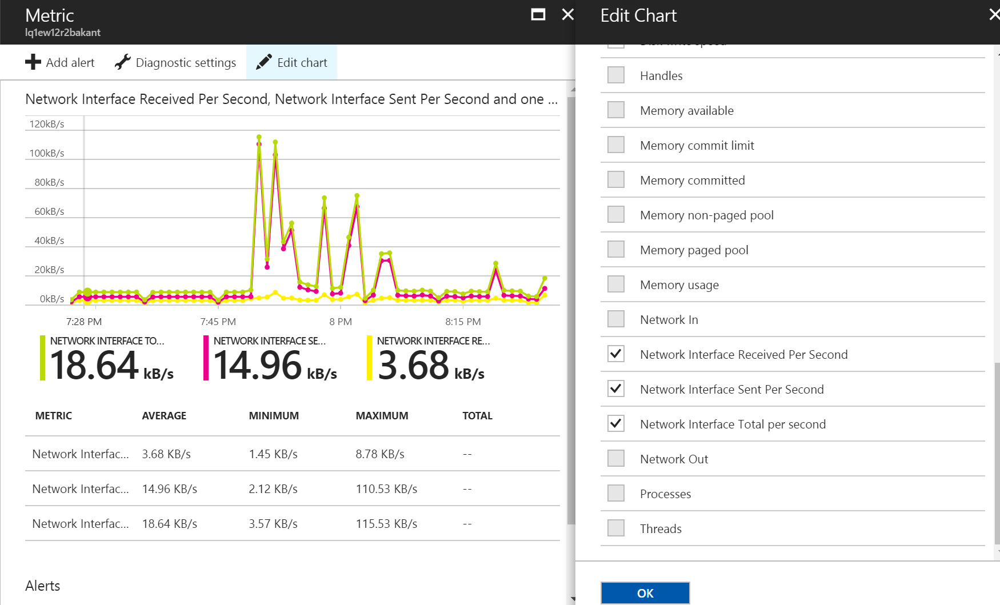 Metric
lq1ew12r2bakant
Add alert
Diagnostic settings
Edit chart
Network Interface Received Per Second, Network Interface Sent Per Second and one ...
120kB/s
100kB/s
80kB/s
60kB/s
40kB/s
20kB/s
0kB/s
7:28 PM 7:45 PM 8 PM 8:15 PM
NETWORK INTERFACE TO...
18.64 kB/s
NETWORK INTERFACE SE...
14.96 kB/s
NETWORK INTERFACE RE...
3.68 kB/s
METRIC AVERAGE MINIMUM MAXIMUM TOTAL
Network Interfac... 3.68 KB/s 1.45 KB/s 8.78 KB/s --
Network Interfac... 14.96 KB/s 2.12 KB/s 110.53 KB/s --
Network Interfac... 18.64 KB/s 3.57 KB/s 115.53 KB/s --
Alerts
Edit Chart
Disk write speed
Handles
Memory available
Memory commit limit
Memory committed
Memory non-paged pool
Memory paged pool
Memory usage
Network In
Network Interface Received Per Second
Network Interface Sent Per Second
Network Interface Total per second
Network Out
Processes
Threads
OK